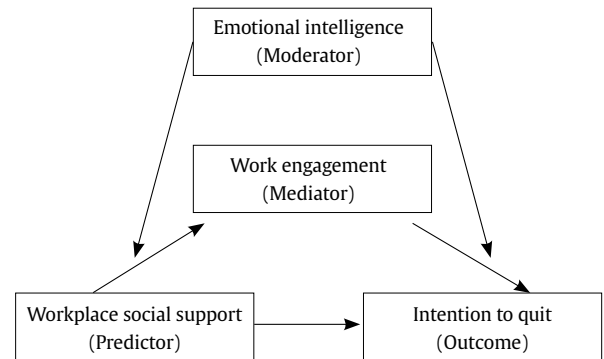 Emotional intelligence
(Moderator)
Work engagement
(Mediator)
Workplace social support
(Predictor)
Intention to quit
(Outcome)